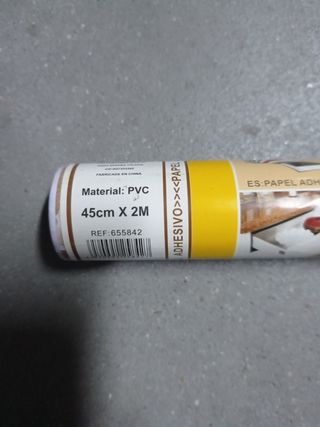 FABRICADO EN CHINA
Material: PVC
45cm X 2M
REF:655842
ADHESIVO>><<PAPEL
ES:PAPEL ADH